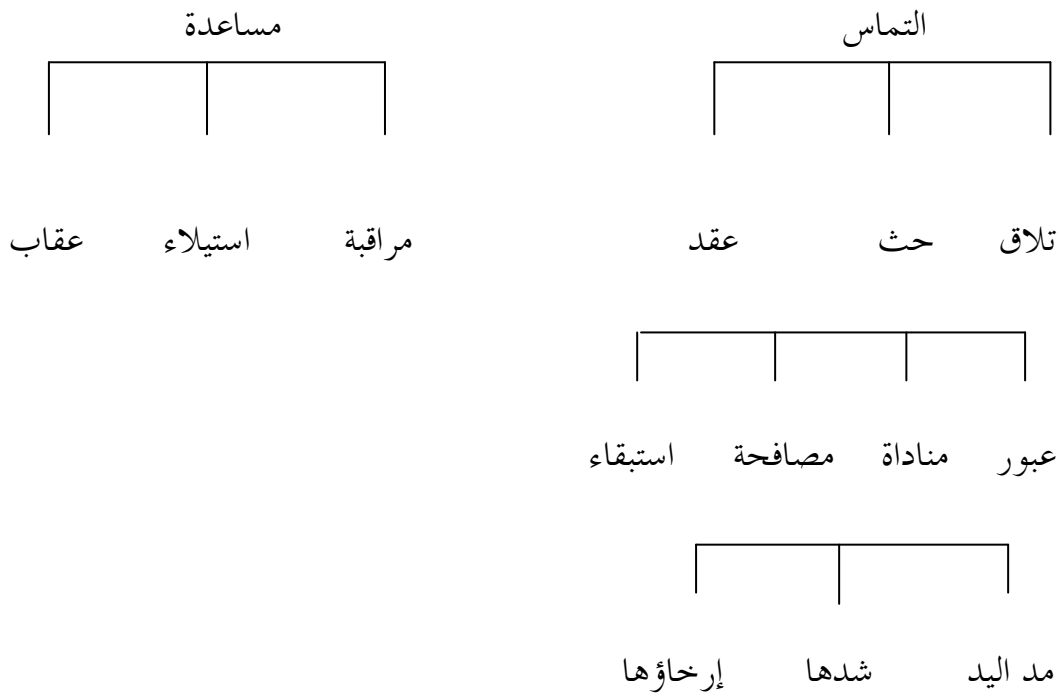 التماس مساعدة
تلاق حث عقد مراقبة استيلاء عقاب
عبور مناداة مصافحة استبقاء
مد اليد شدها إرخاؤها